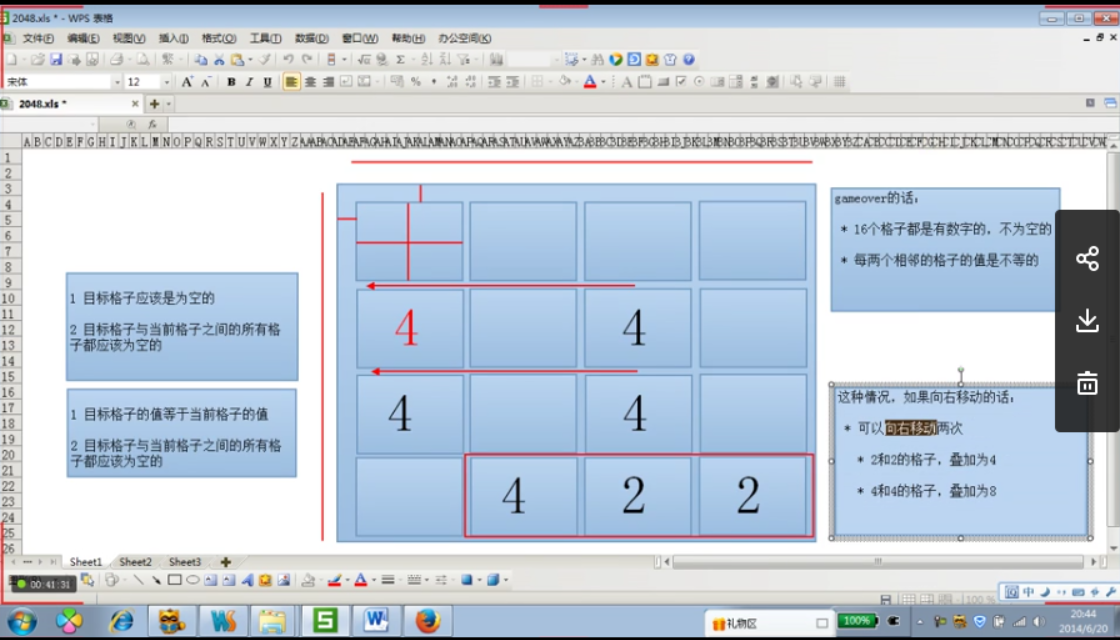 2048.xls * - WPS 表格
文件(F) 编辑(E) 视图(V) 插入(I) 格式(O) 工具(T) 数据(D) 窗口(W) 帮助(H) 办公空间(K)
宋体 12
2048.xls *
gameover的话:
* 16个格子都是有数字的, 不为空的
* 每两个相邻的格子的值是不等的
1 目标格子应该是为空的
2 目标格子与当前格子之间的所有格
子都应该为空的
4 4
1 目标格子的值等于当前格子的值
2 目标格子与当前格子之间的所有格
子都应该为空的
4 4
这种情况, 如果向右移动的话:
* 可以向右移动两次
* 2和2的格子, 叠加为4
* 4和4的格子, 叠加为8
4 2 2
Sheet1 Sheet2 Sheet3
00:41:31
100 %
礼物区
100%
20:44
2014/6/20